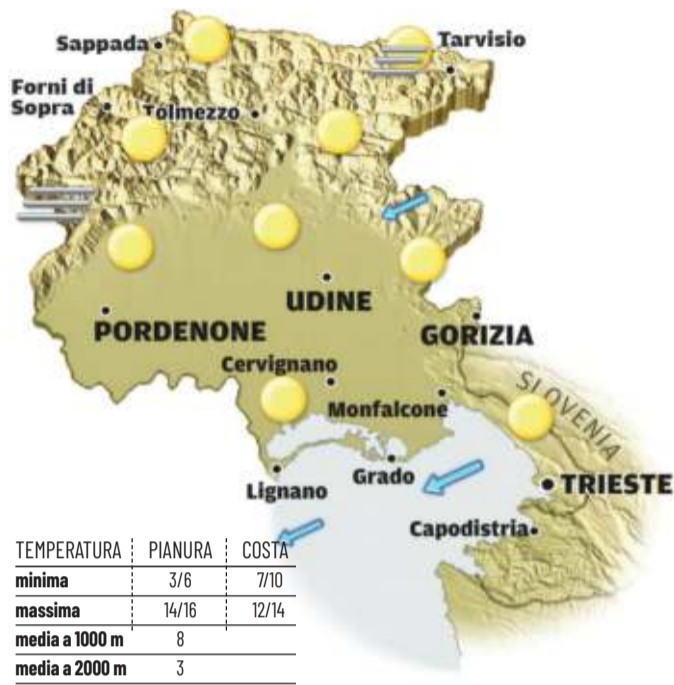 Sappada
Tarvisio
Forni di
Sopra
Tolmezzo
UDINE
PORDENONE
GORIZIA
Cervignano
SLOVENIA
Monfalcone
Grado
TRIESTE
Lignano
Capodistria
TEMPERATURA PIANURA COSTA
minima 3/6 7/10
massima 14/16 12/14
media a 1000 m 8
media a 2000 m 3